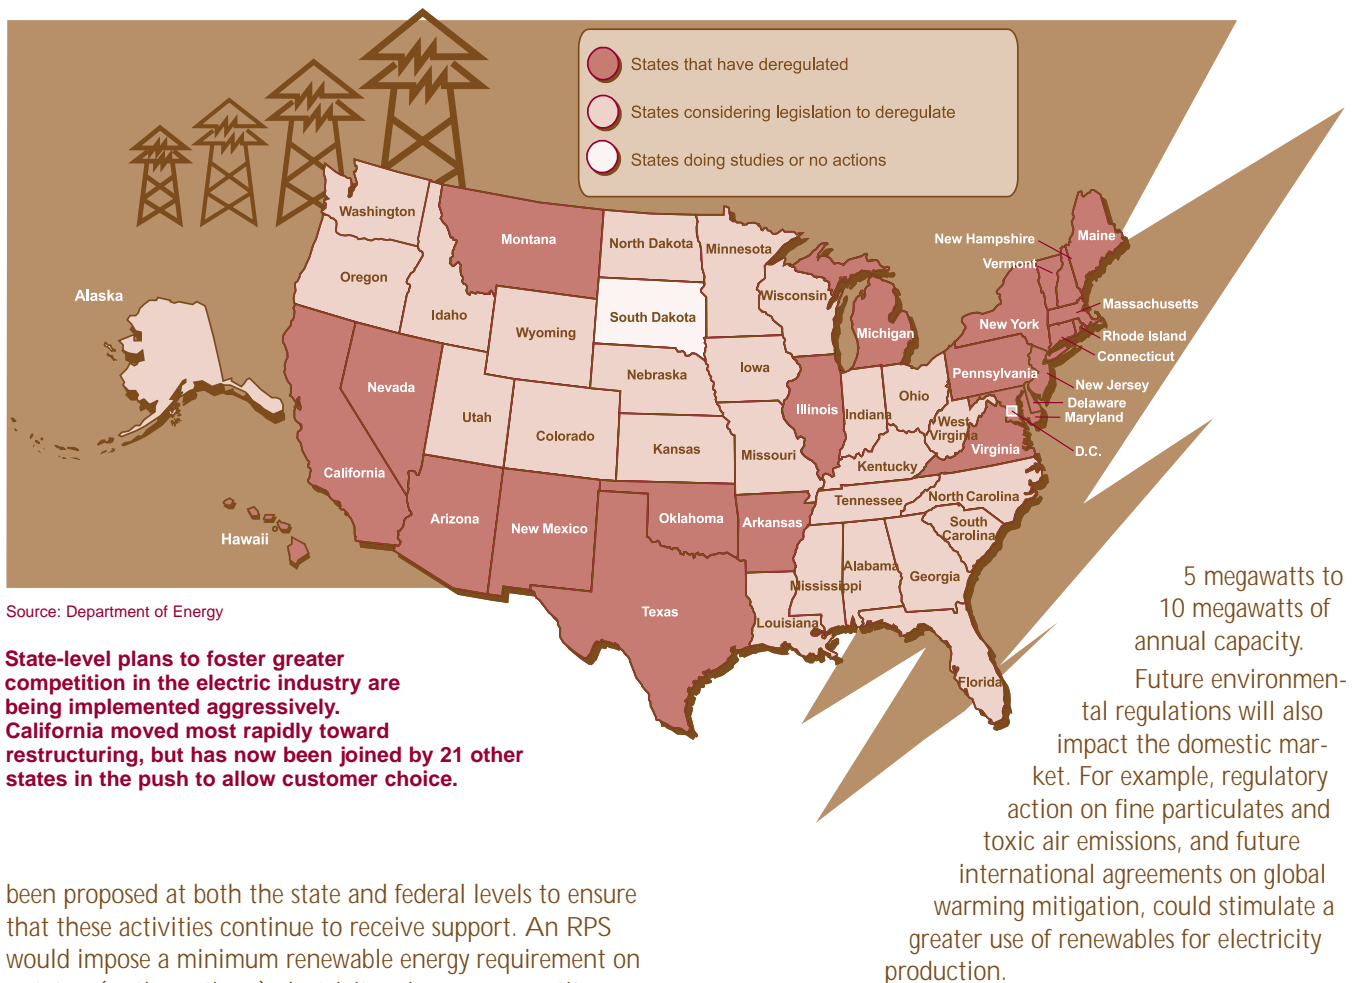 States that have deregulated
States considering legislation to deregulate
States doing studies or no actions
Washington
Oregon
Idaho
Montana
North Dakota
South Dakota
Minnesota
Wisconsin
Michigan
Wyoming
Nebraska
Iowa
Nevada
Utah
Colorado
Kansas
Missouri
Illinois
Indiana
Ohio
West
Virginia
Virginia
Kentucky
Tennessee
North Carolina
South
Carolina
California
Arizona
New Mexico
Oklahoma
Arkansas
Texas
Louisiana
Mississippi
Alabama
Georgia
Florida
Alaska
Hawaii
New Hampshire
Vermont
Maine
Massachusetts
New York
Rhode Island
Connecticut
Pennsylvania
New Jersey
Delaware
Maryland
D.C.
Source: Department of Energy
State-level plans to foster greater
competition in the electric industry are
being implemented aggressively.
California moved most rapidly toward
restructuring, but has now been joined by 21 other
states in the push to allow customer choice.
been proposed at both the state and federal levels to ensure
that these activities continue to receive support. An RPS
would impose a minimum renewable energy requirement on
5 megawatts to
10 megawatts of
annual capacity.
Future environmen-
tal regulations will also
impact the domestic mar-
ket. For example, regulatory
action on fine particulates and
toxic air emissions, and future
international agreements on global
warming mitigation, could stimulate a
greater use of renewables for electricity
production.